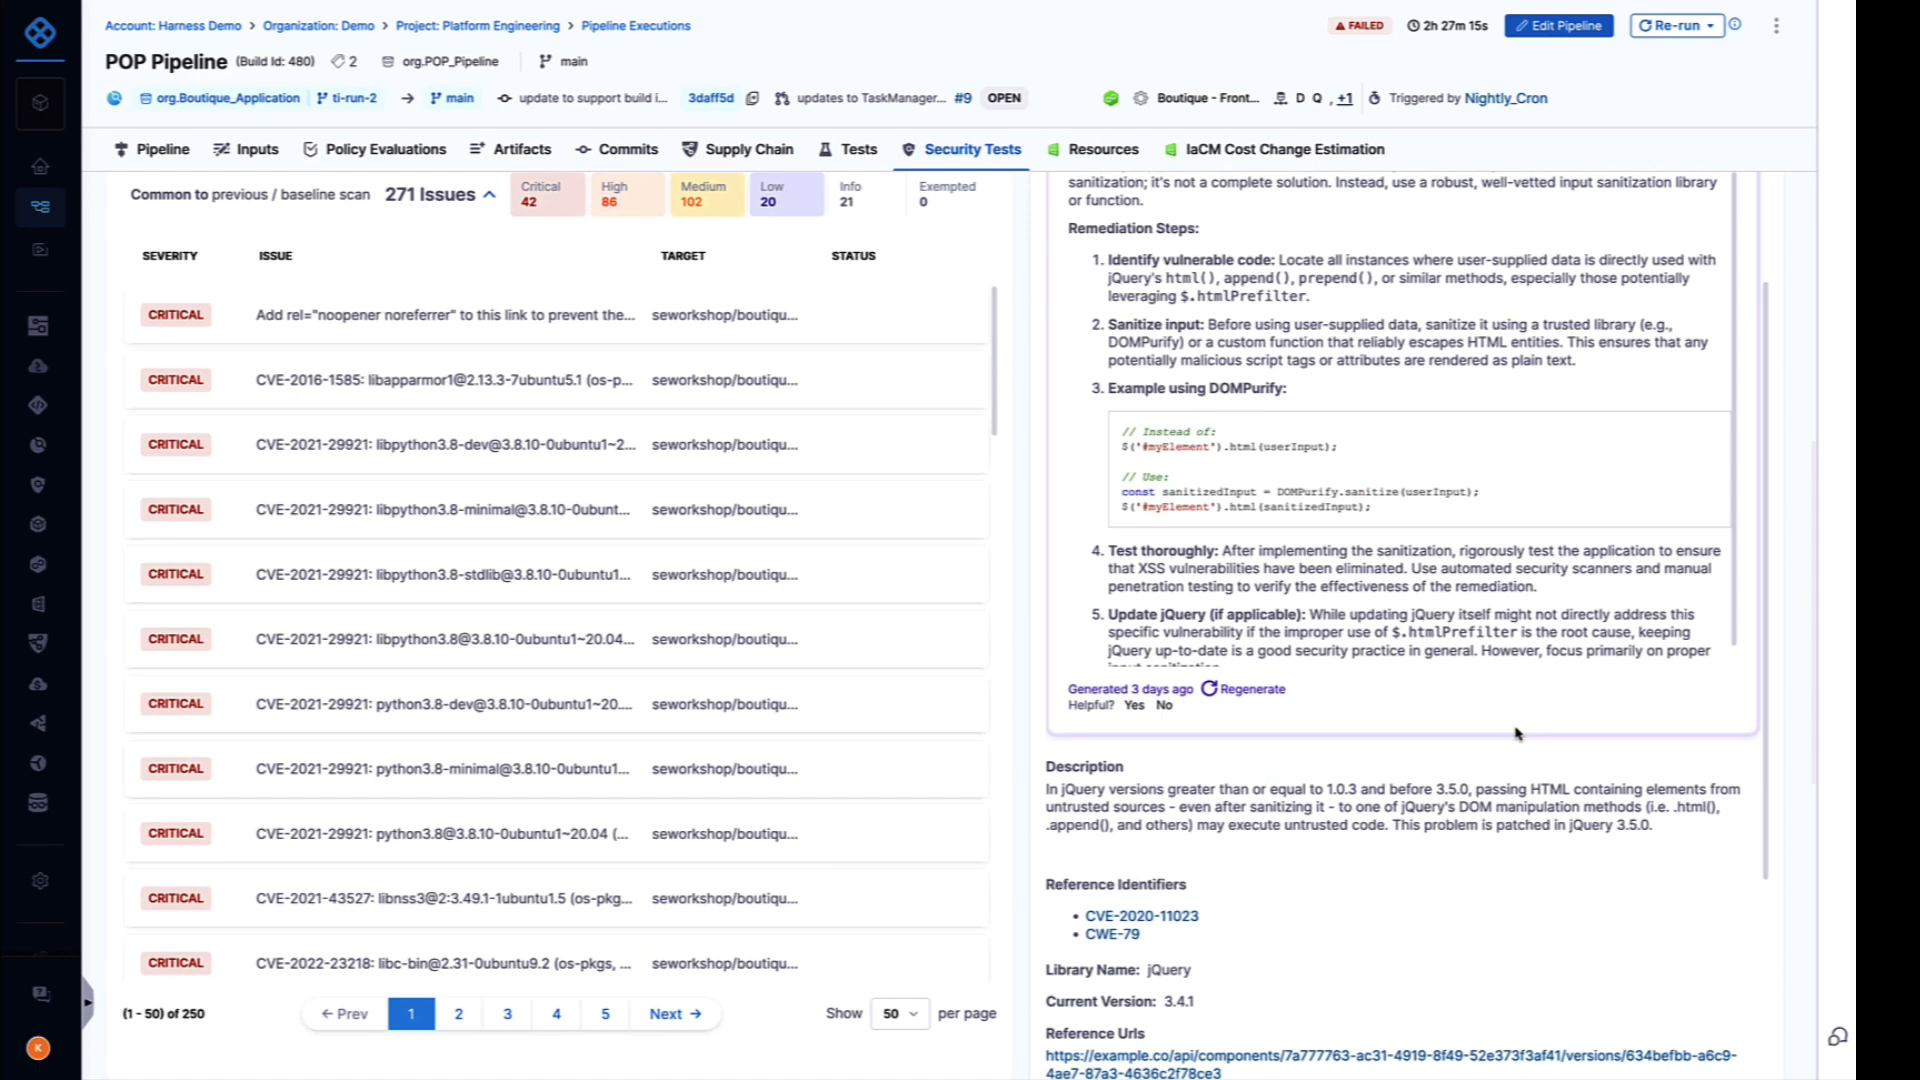 Account: Harness Demo > Organization: Demo > Project: Platform Engineering > Pipeline Executions
FAILED
2h 27m 15s
Edit Pipeline
Re-run
POP Pipeline (Build Id: 480) 2 org.POP_Pipeline main
org.Boutique_Application ti-run-2 → main update to support build i... 3daff5d updates to TaskManager... #9 OPEN
Boutique - Front... D Q , +1 Triggered by Nightly_Cron
Pipeline Inputs Policy Evaluations Artifacts Commits Supply Chain Tests Security Tests Resources IaCM Cost Change Estimation
Common to previous / baseline scan 271 Issues
Critical 42
High 86
Medium 102
Low 20
Info 21
Exempted 0
SEVERITY ISSUE TARGET STATUS
CRITICAL Add rel="noopener noreferrer" to this link to prevent the... seworkshop/boutiqu...
CRITICAL CVE-2016-1585: libapparmor1@2.13.3-7ubuntu5.1 (os-p... seworkshop/boutiqu...
CRITICAL CVE-2021-29921: libpython3.8-dev@3.8.10-0ubuntu1~2... seworkshop/boutiqu...
CRITICAL CVE-2021-29921: libpython3.8-minimal@3.8.10-0ubunt... seworkshop/boutiqu...
CRITICAL CVE-2021-29921: libpython3.8-stdlib@3.8.10-0ubuntu1... seworkshop/boutiqu...
CRITICAL CVE-2021-29921: libpython3.8@3.8.10-0ubuntu1~20.04... seworkshop/boutiqu...
CRITICAL CVE-2021-29921: python3.8-dev@3.8.10-0ubuntu1~20.... seworkshop/boutiqu...
CRITICAL CVE-2021-29921: python3.8-minimal@3.8.10-0ubuntu1... seworkshop/boutiqu...
CRITICAL CVE-2021-29921: python3.8@3.8.10-0ubuntu1~20.04 (... seworkshop/boutiqu...
CRITICAL CVE-2021-43527: libnss3@2:3.49.1-1ubuntu1.5 (os-pkg... seworkshop/boutiqu...
CRITICAL CVE-2022-23218: libc-bin@2.31-0ubuntu9.2 (os-pkgs, ... seworkshop/boutiqu...
(1 - 50) of 250 ← Prev 1 2 3 4 5 Next → Show 50 per page
K
sanitization; it's not a complete solution. Instead, use a robust, well-vetted input sanitization library
or function.
Remediation Steps:
1. Identify vulnerable code: Locate all instances where user-supplied data is directly used with
jQuery's html(), append(), prepend(), or similar methods, especially those potentially
leveraging $.htmlPrefilter.
2. Sanitize input: Before using user-supplied data, sanitize it using a trusted library (e.g.,
DOMPurify) or a custom function that reliably escapes HTML entities. This ensures that any
potentially malicious script tags or attributes are rendered as plain text.
3. Example using DOMPurify:
// Instead of:
$("#myElement").html(userInput);
// Use:
const sanitizedInput = DOMPurify.sanitize(userInput);
$("#myElement").html(sanitizedInput);
4. Test thoroughly: After implementing the sanitization, rigorously test the application to ensure
that XSS vulnerabilities have been eliminated. Use automated security scanners and manual
penetration testing to verify the effectiveness of the remediation.
5. Update jQuery (if applicable): While updating jQuery itself might not directly address this
specific vulnerability if the improper use of $.htmlPrefilter is the root cause, keeping
jQuery up-to-date is a good security practice in general. However, focus primarily on proper
input sanitization.
Generated 3 days ago Regenerate
Helpful? Yes No
Description
In jQuery versions greater than or equal to 1.0.3 and before 3.5.0, passing HTML containing elements from
untrusted sources - even after sanitizing it - to one of jQuery's DOM manipulation methods (i.e. .html(),
.append(), and others) may execute untrusted code. This problem is patched in jQuery 3.5.0.
Reference Identifiers
• CVE-2020-11023
• CWE-79
Library Name: jQuery
Current Version: 3.4.1
Reference Urls
https://example.co/api/components/7a777763-ac31-4919-8f49-52e373f3af41/versions/634befbb-a6c9-
4ae7-87a3-4636c2f78ce3